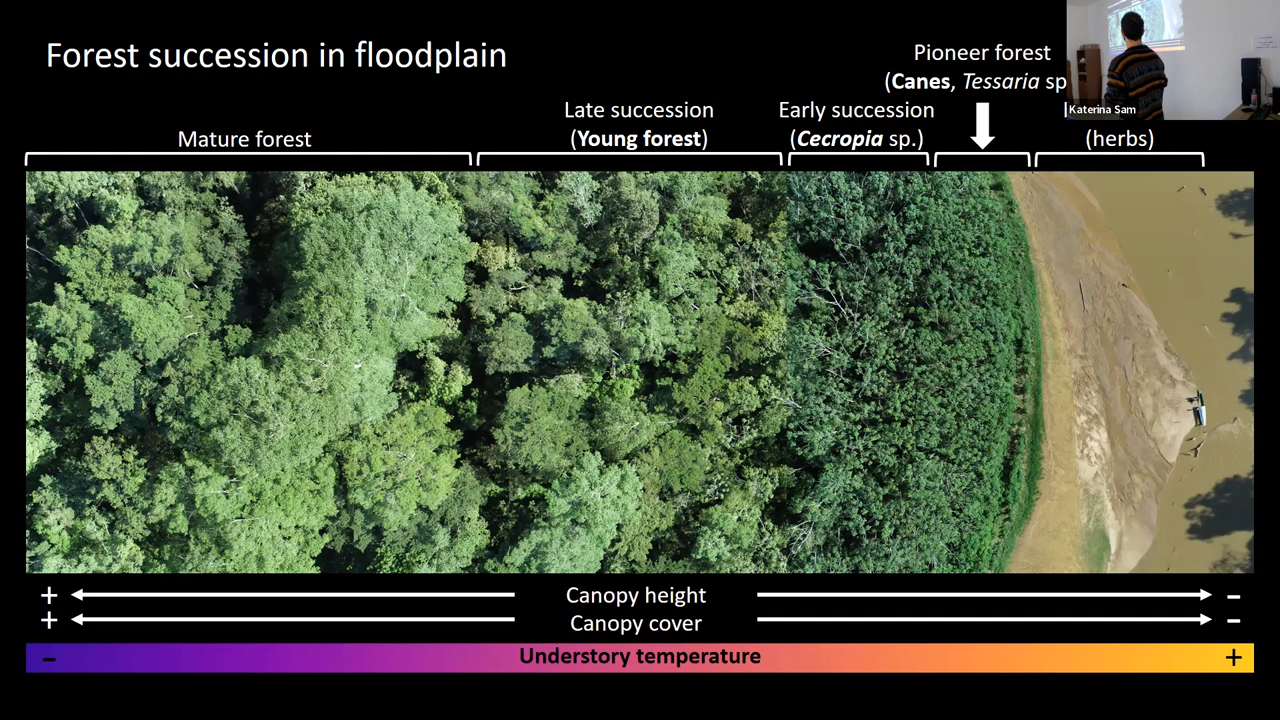 Forest succession in floodplain
Pioneer forest
(Canes, Tessaria sp
Katerina Sam
Late succession
(Young forest)
Early succession
(Cecropia sp.)
Mature forest
(herbs)
+ Canopy height –
+ Canopy cover –
– Understory temperature +